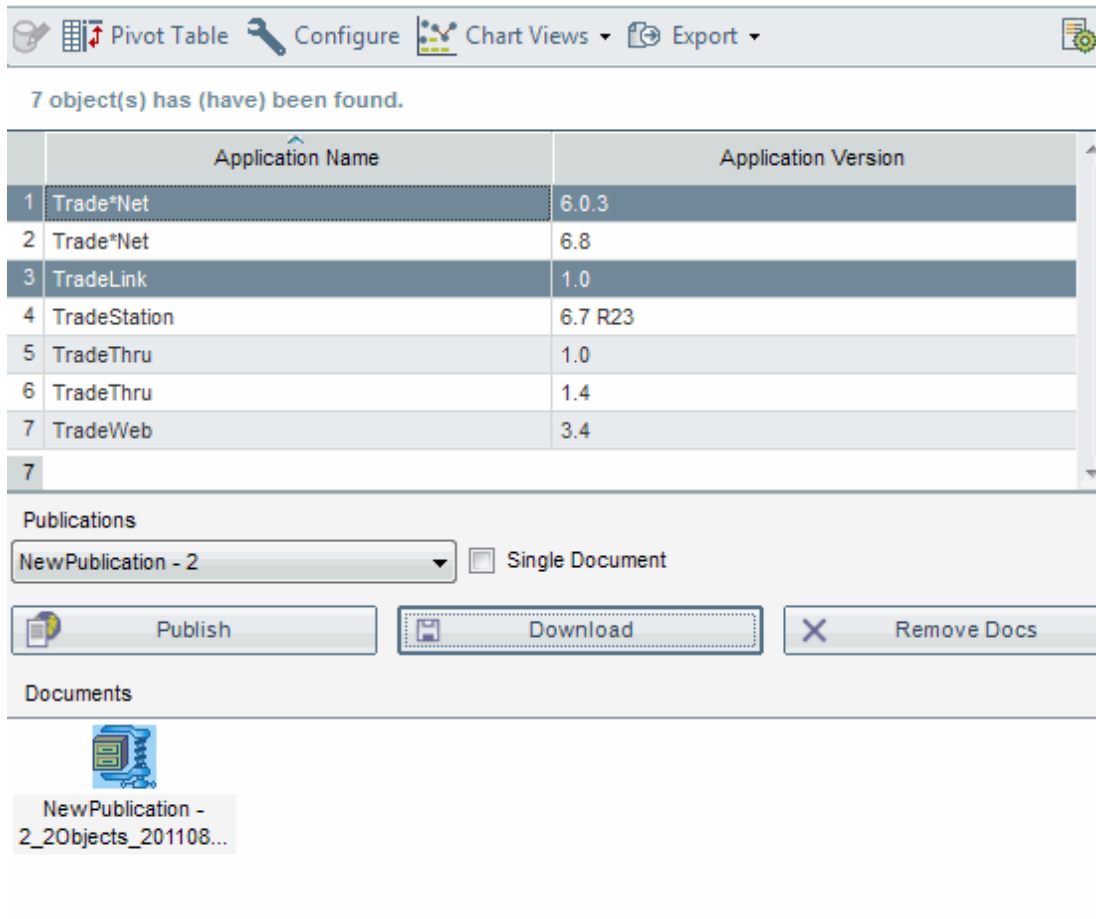 Pivot Table Configure Chart Views Export
7 object(s) has (have) been found.
Application Name Application Version
1 Trade*Net 6.0.3
2 Trade*Net 6.8
3 TradeLink 1.0
4 TradeStation 6.7 R23
5 TradeThru 1.0
6 TradeThru 1.4
7 TradeWeb 3.4
7
Publications
NewPublication - 2 Single Document
Publish Download Remove Docs
Documents
NewPublication -
2_2Objects_201108...